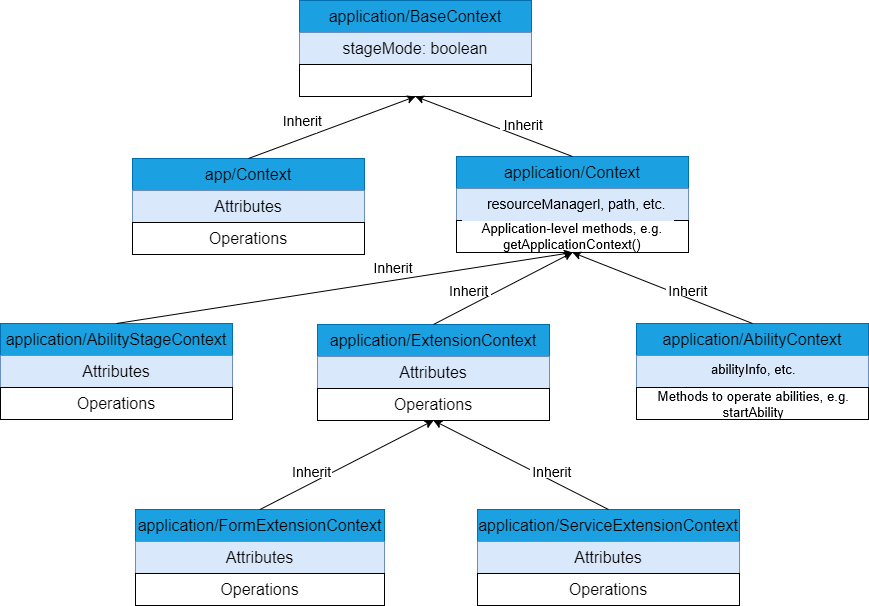 application/BaseContext
stageMode: boolean
Inherit
Inherit
app/Context
Attributes
Operations
application/Context
resourceManagerl, path, etc.
Application-level methods, e.g.
getApplicationContext()
Inherit
Inherit
Inherit
application/AbilityStageContext
Attributes
Operations
application/ExtensionContext
Attributes
Operations
application/AbilityContext
abilityInfo, etc.
Methods to operate abilities, e.g.
startAbility
Inherit
Inherit
application/FormExtensionContext
Attributes
Operations
application/ServiceExtensionContext
Attributes
Operations